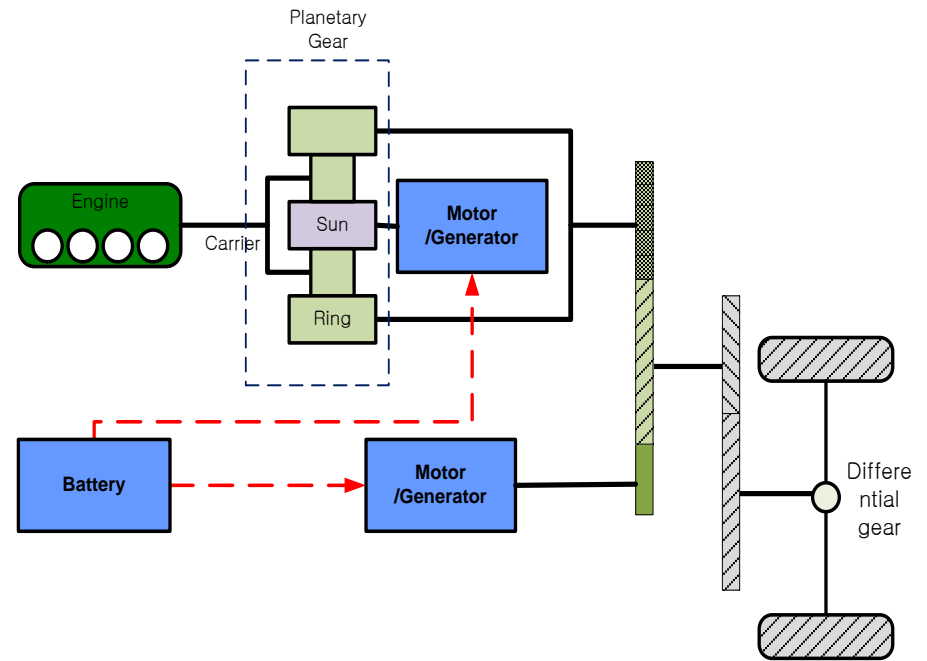 Planetary
Gear
Engine
Carrier
Sun
Motor
/Generator
Ring
Battery
Motor
/Generator
Differe
ntial
gear